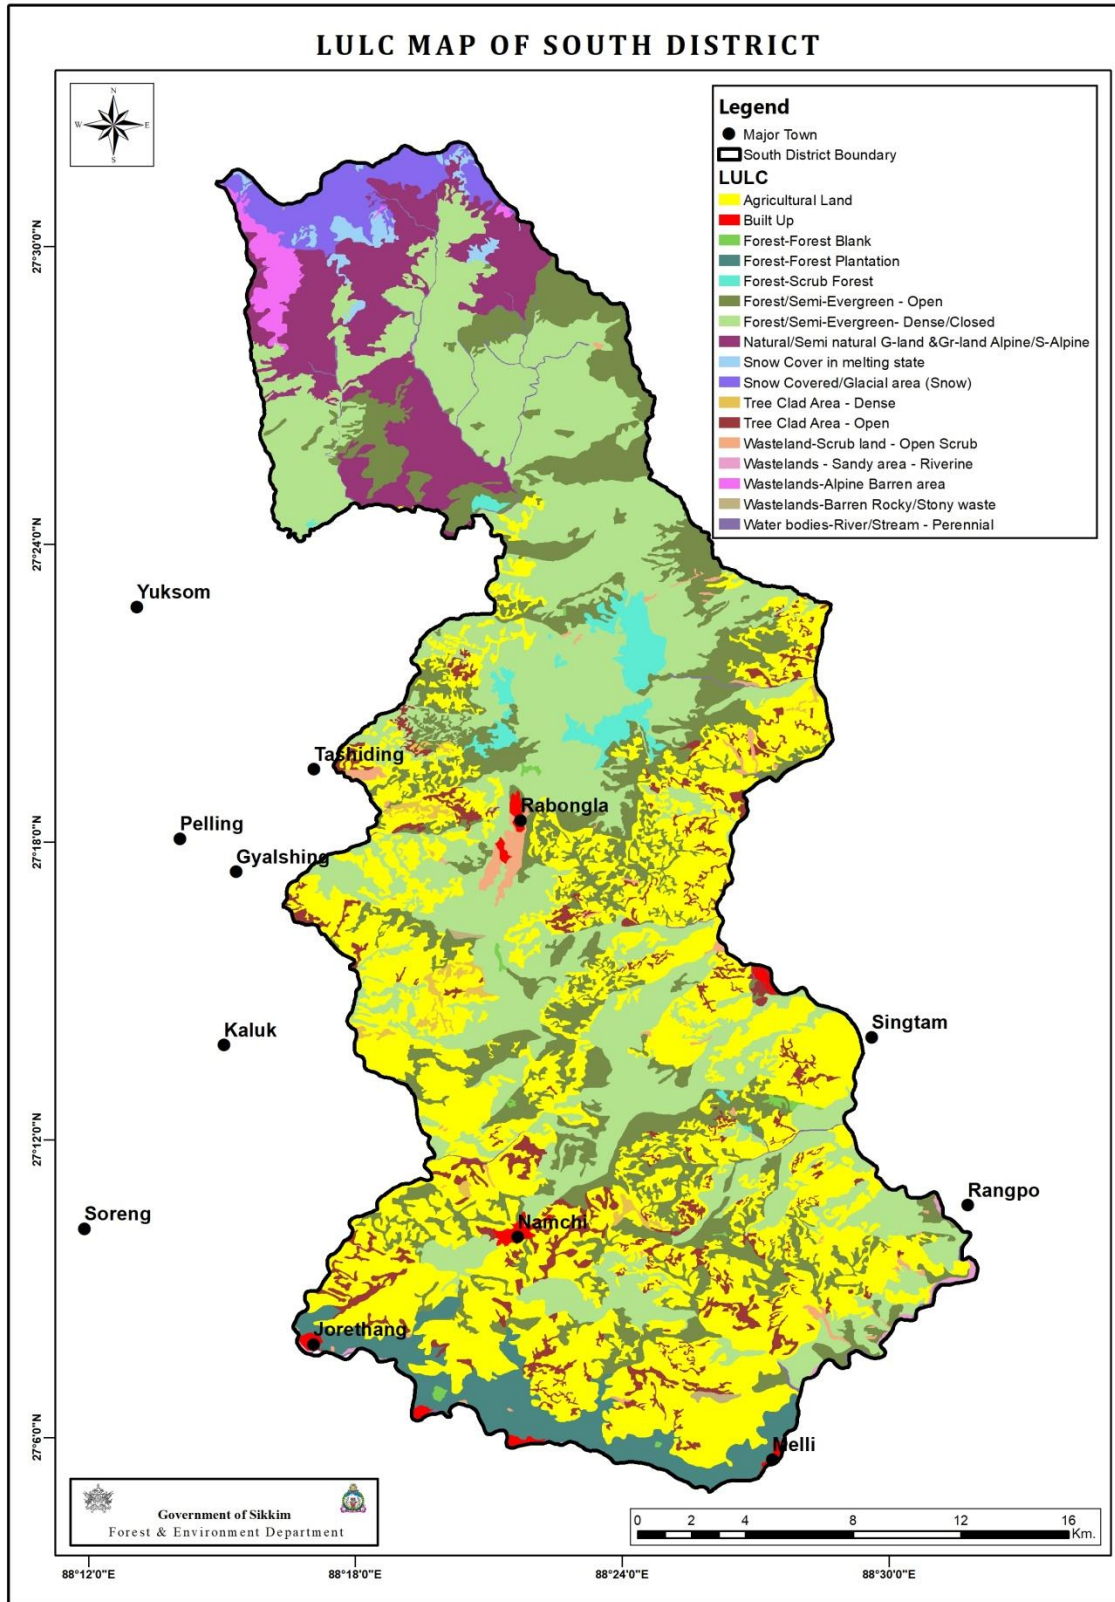 LULC MAP OF SOUTH DISTRICT
N
W E
S
Legend
Major Town
South District Boundary
LULC
Agricultural Land
Built Up
Forest-Forest Blank
Forest-Forest Plantation
Forest-Scrub Forest
Forest/Semi-Evergreen - Open
Forest/Semi-Evergreen- Dense/Closed
Natural/Semi natural G-land &Gr-land Alpine/S-Alpine
Snow Cover in melting state
Snow Covered/Glacial area (Snow)
Tree Clad Area - Dense
Tree Clad Area - Open
Wasteland-Scrub land - Open Scrub
Wastelands - Sandy area - Riverine
Wastelands-Alpine Barren area
Wastelands-Barren Rocky/Stony waste
Water bodies-River/Stream - Perennial
27°30'0"N
27°24'0"N
Yuksom
Tashiding
Rabongla
Pelling
27°18'0"N
Gyalshing
Singtam
Kaluk
27°12'0"N
Rangpo
Soreng
Namchi
Jorethang
27°6'0"N
Melli
Government of Sikkim
Forest & Environment Department
0 2 4 8 12 16
Km.
88°12'0"E 88°18'0"E 88°24'0"E 88°30'0"E